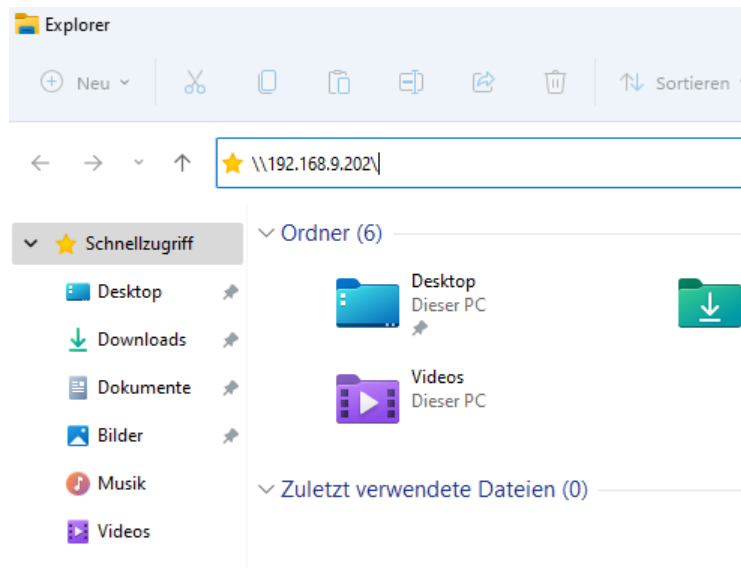 Explorer
Neu
Sortieren
\\192.168.9.202\
Schnellzugriff
Desktop
Downloads
Dokumente
Bilder
Musik
Videos
Ordner (6)
Desktop
Dieser PC
Videos
Dieser PC
Zuletzt verwendete Dateien (0)